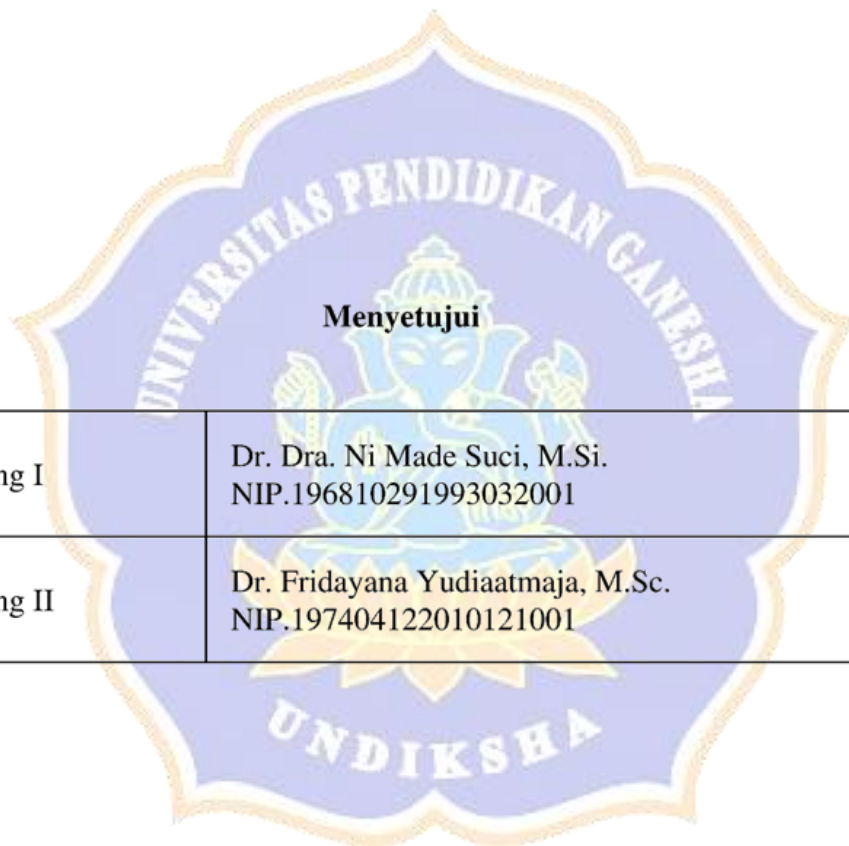 UNIVERSITAS PENDIDIKAN GANESHA
Menyetujui
ng I
Dr. Dra. Ni Made Suci, M.Si.
NIP.196810291993032001
ng II
Dr. Fridayana Yudiaatmaja, M.Sc.
NIP.197404122010121001
UNDIKSHA